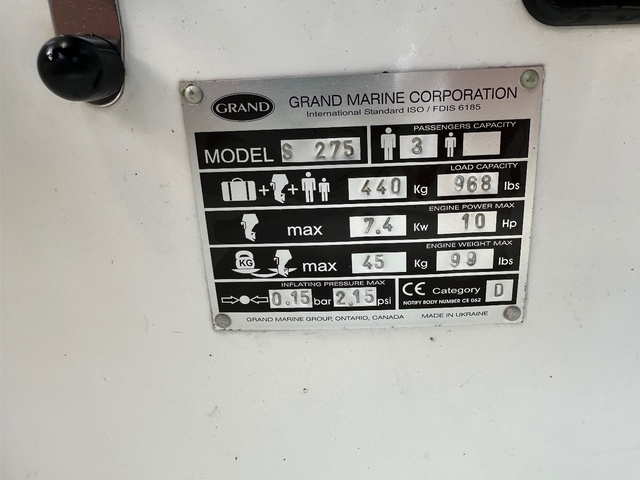 GRAND GRAND MARINE CORPORATION
International Standard ISO / FDIS 6185
PASSENGERS CAPACITY
MODEL S 275 3
LOAD CAPACITY
+ + 440 Kg 968 lbs
ENGINE POWER MAX
max 7.4 Kw 10 Hp
ENGINE WEIGHT MAX
KG max 45 Kg 99 lbs
INFLATING PRESSURE MAX
0.15 bar 2,15 psi CE Category D
NOTIFY BODY NUMBER CE 062
GRAND MARINE GROUP, ONTARIO, CANADA MADE IN UKRAINE